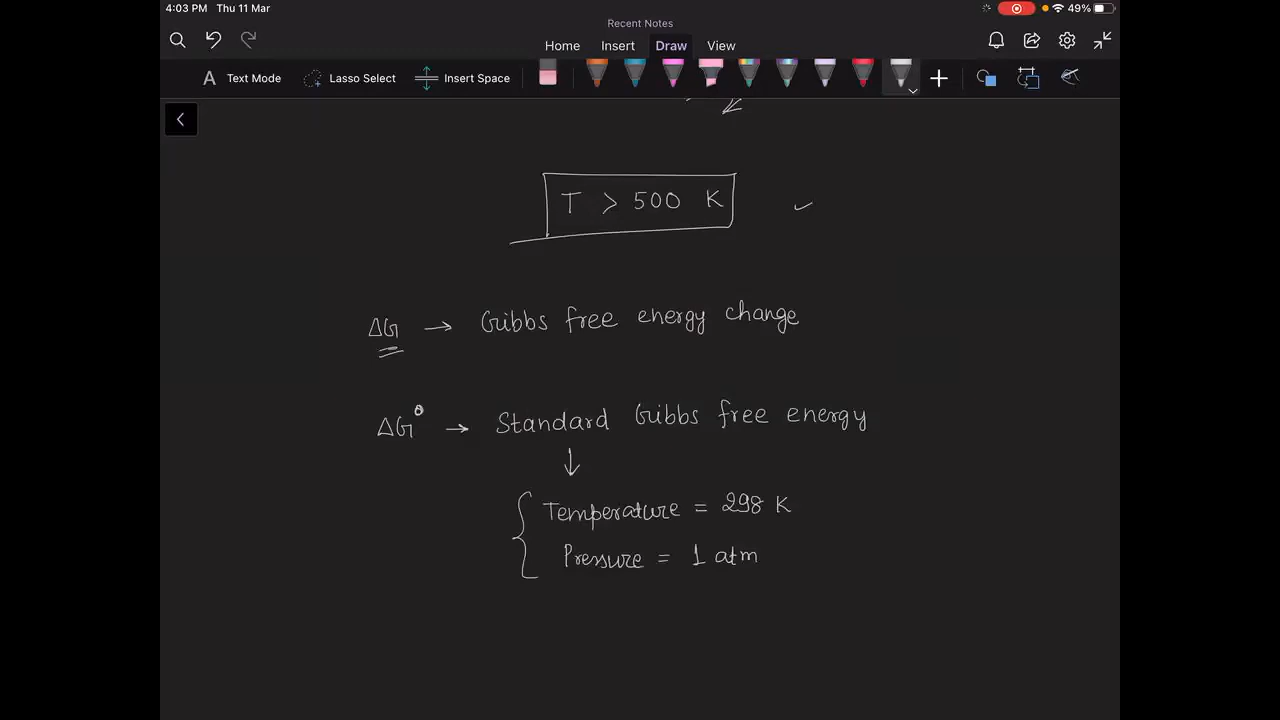 4:03 PM Thu 11 Mar
49%
Recent Notes
Home Insert Draw View
Text Mode Lasso Select Insert Space
T > 500 K
ΔG → Gibbs free energy change
ΔG° → Standard Gibbs free energy
↓
{ Temperature = 298 K
Pressure = 1 atm